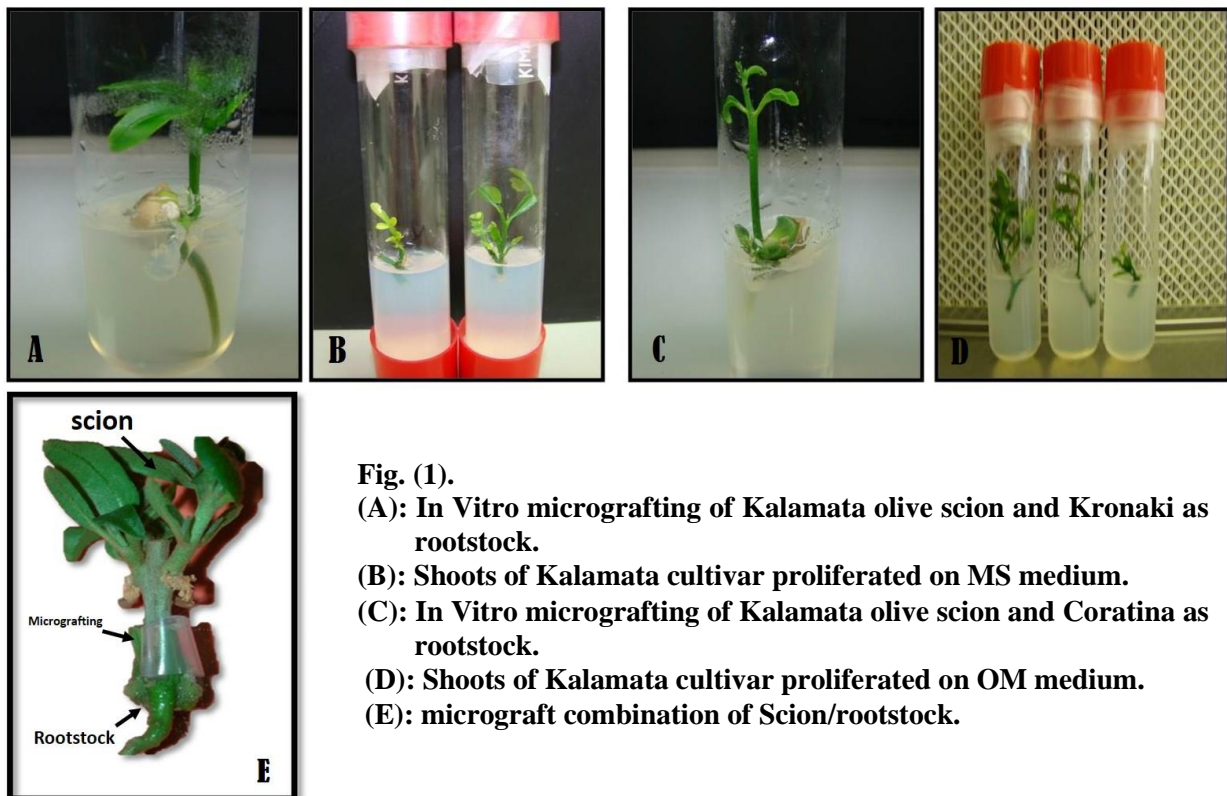 A
B
C
D
K
KIM
scion
Micrografting
Rootstock
E
Fig. (1).
(A): In Vitro micrografting of Kalamata olive scion and Kronaki as
rootstock.
(B): Shoots of Kalamata cultivar proliferated on MS medium.
(C): In Vitro micrografting of Kalamata olive scion and Coratina as
rootstock.
(D): Shoots of Kalamata cultivar proliferated on OM medium.
(E): micrograft combination of Scion/rootstock.